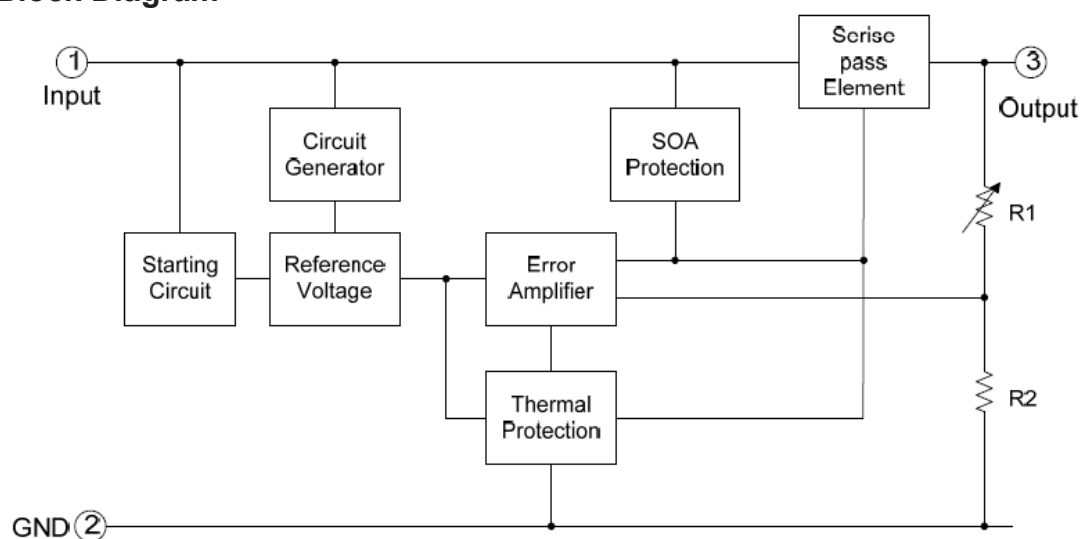 Block Diagram
Serise
pass
Element
1
3
Input
Output
Circuit
Generator
SOA
Protection
R1
Starting
Circuit
Reference
Voltage
Error
Amplifier
Thermal
Protection
R2
GND 2